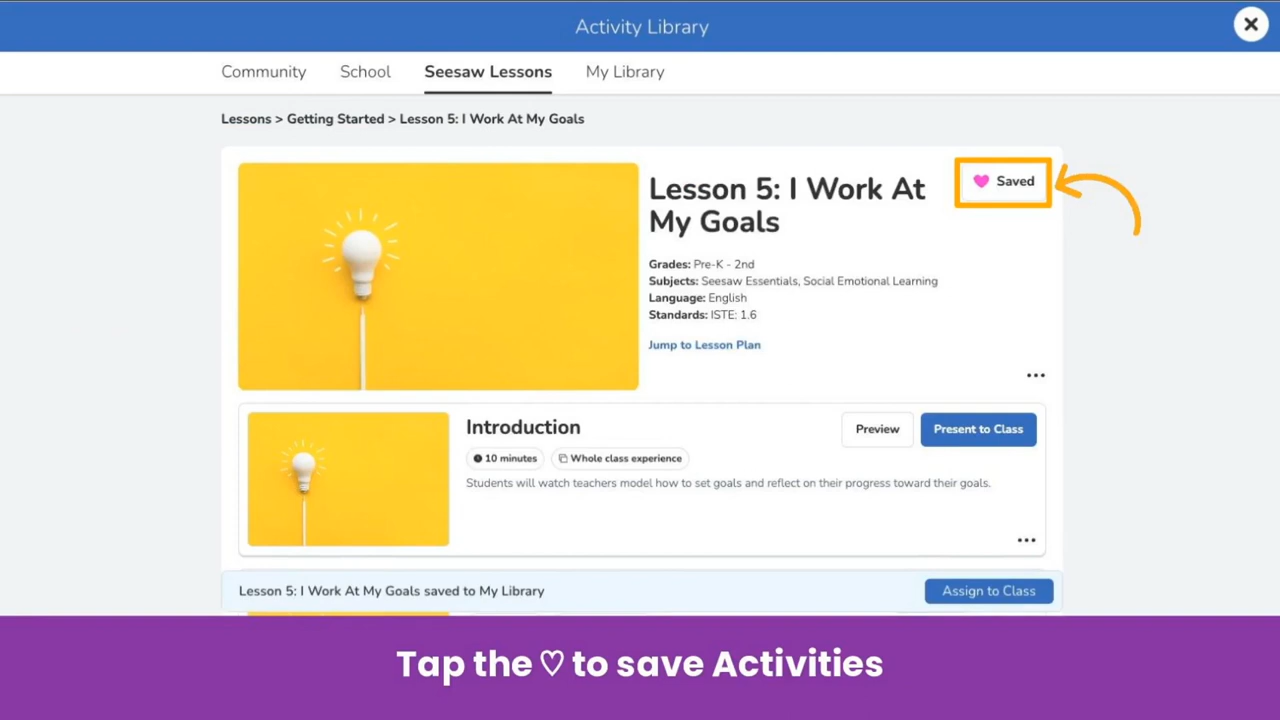 Activity Library
Community School Seesaw Lessons My Library
Lessons > Getting Started > Lesson 5: I Work At My Goals
Lesson 5: I Work At
My Goals
Saved
Grades: Pre-K - 2nd
Subjects: Seesaw Essentials, Social Emotional Learning
Language: English
Standards: ISTE: 1.6
Jump to Lesson Plan
Introduction
Preview
Present to Class
10 minutes
Whole class experience
Students will watch teachers model how to set goals and reflect on their progress toward their goals.
Lesson 5: I Work At My Goals saved to My Library
Assign to Class
Tap the ♡ to save Activities